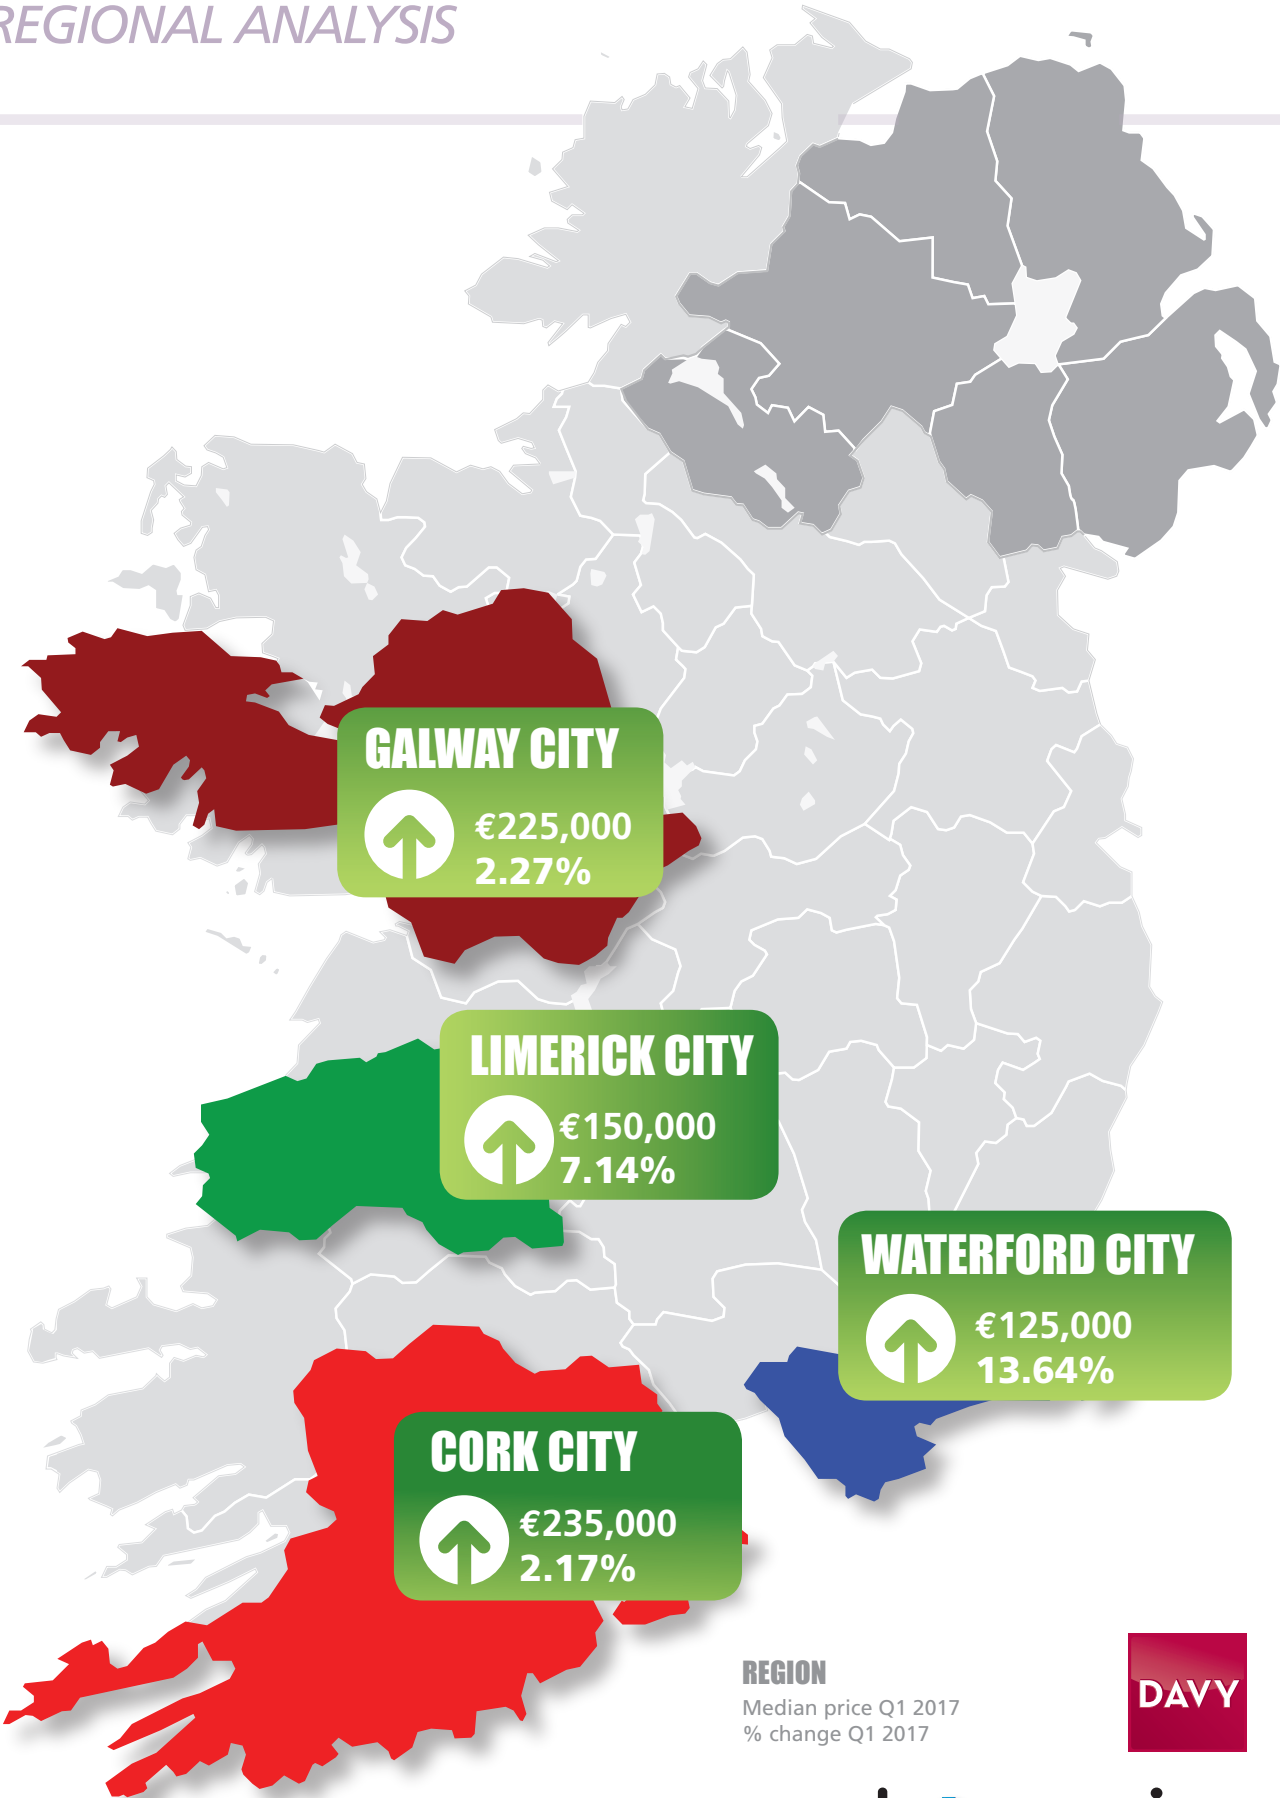 REGIONAL ANALYSIS
GALWAY CITY
€225,000
2.27%
LIMERICK CITY
€150,000
7.14%
WATERFORD CITY
€125,000
13.64%
CORK CITY
€235,000
2.17%
REGION
Median price Q1 2017
% change Q1 2017
DAVY